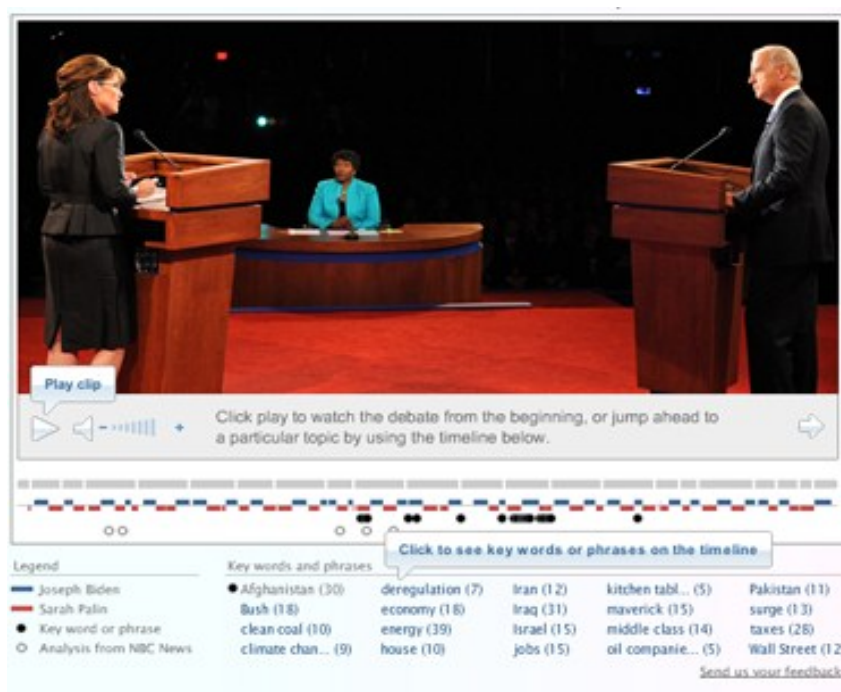 Play clip
Click play to watch the debate from the beginning, or jump ahead to
a particular topic by using the timeline below.
Click to see key words or phrases on the timeline
Legend
Joseph Biden
Sarah Palin
Key word or phrase
Analysis from NBC News
Key words and phrases
Afghanistan (30)
Bush (18)
clean coal (10)
climate chan... (9)
deregulation (7)
economy (18)
energy (39)
house (10)
Iran (12)
Iraq (31)
Israel (15)
jobs (15)
kitchen tabl... (5)
maverick (15)
middle class (14)
oil companie... (5)
Pakistan (11)
surge (13)
taxes (28)
Wall Street (12
Send us your feedback